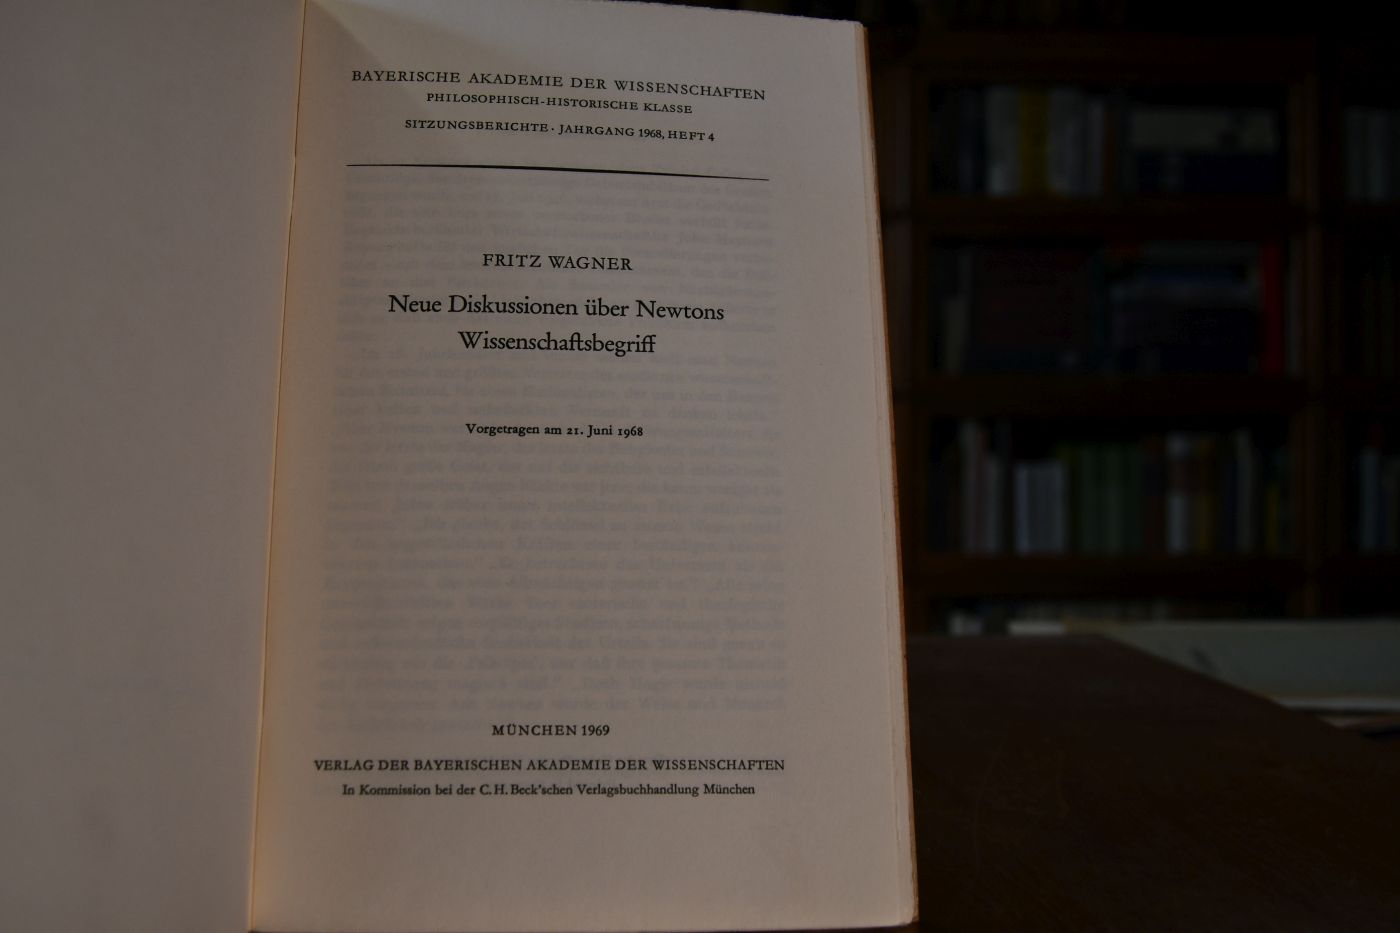 BAYERISCHE AKADEMIE DER WISSENSCHAFTEN
PHILOSOPHISCH-HISTORISCHE KLASSE
SITZUNGSBERICHTE · JAHRGANG 1968, HEFT 4
FRITZ WAGNER
Neue Diskussionen über Newtons
Wissenschaftsbegriff
Vorgetragen am 21. Juni 1968
MÜNCHEN 1969
VERLAG DER BAYERISCHEN AKADEMIE DER WISSENSCHAFTEN
In Kommission bei der C. H. Beck'schen Verlagsbuchhandlung München